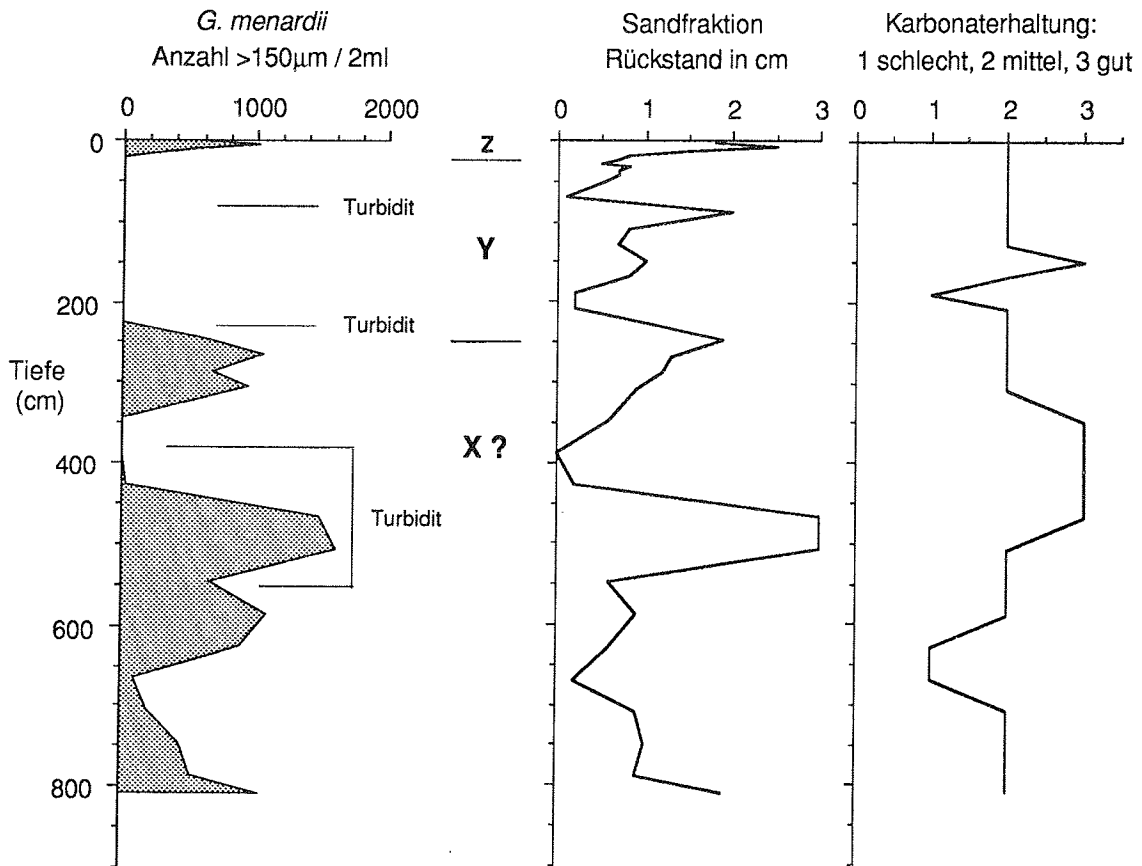 G. menardii
Anzahl >150µm / 2ml
Sandfraktion
Rückstand in cm
Karbonaterhaltung:
1 schlecht, 2 mittel, 3 gut
0 1000 2000
0 1 2 3
0 1 2 3
0
Z
Turbidit
Y
200
Turbidit
Tiefe
(cm)
X ?
400
Turbidit
600
800